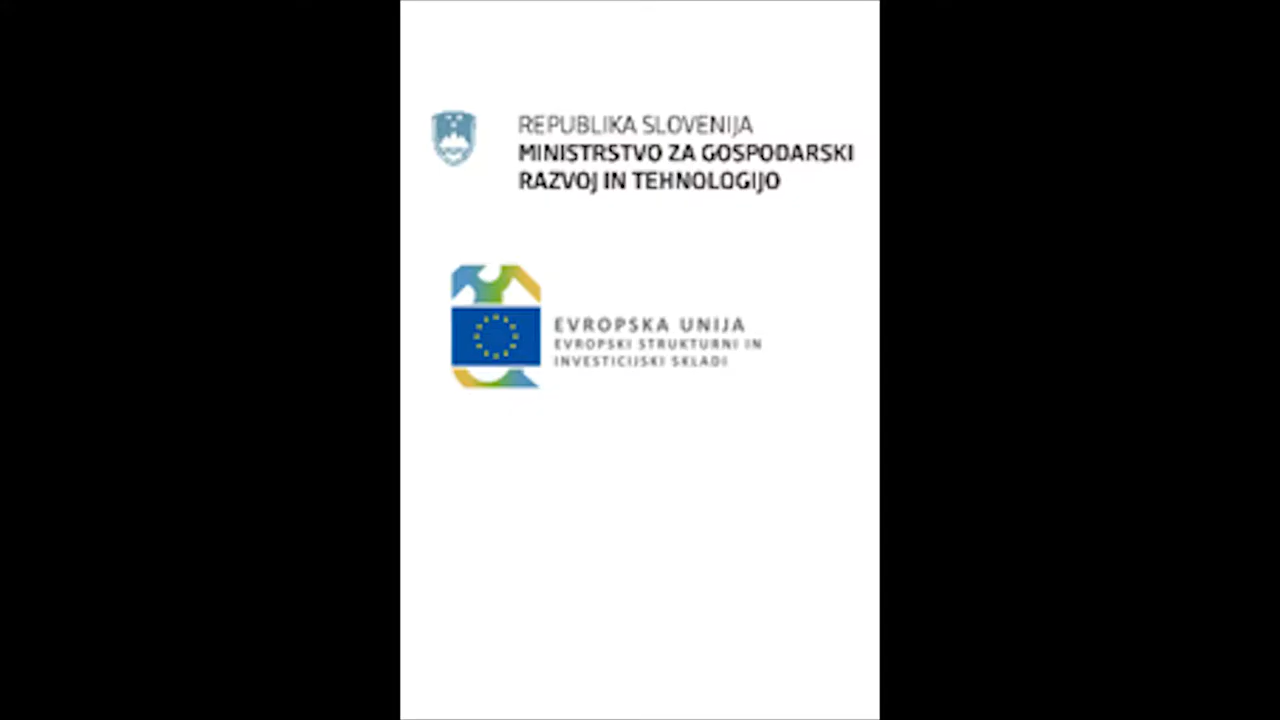 REPUBLIKA SLOVENIJA
MINISTRSTVO ZA GOSPODARSKI
RAZVOJ IN TEHNOLOGIJO
EVROPSKA UNIJA
EVROPSKI STRUKTURNI IN
INVESTICIJSKI SKLADI